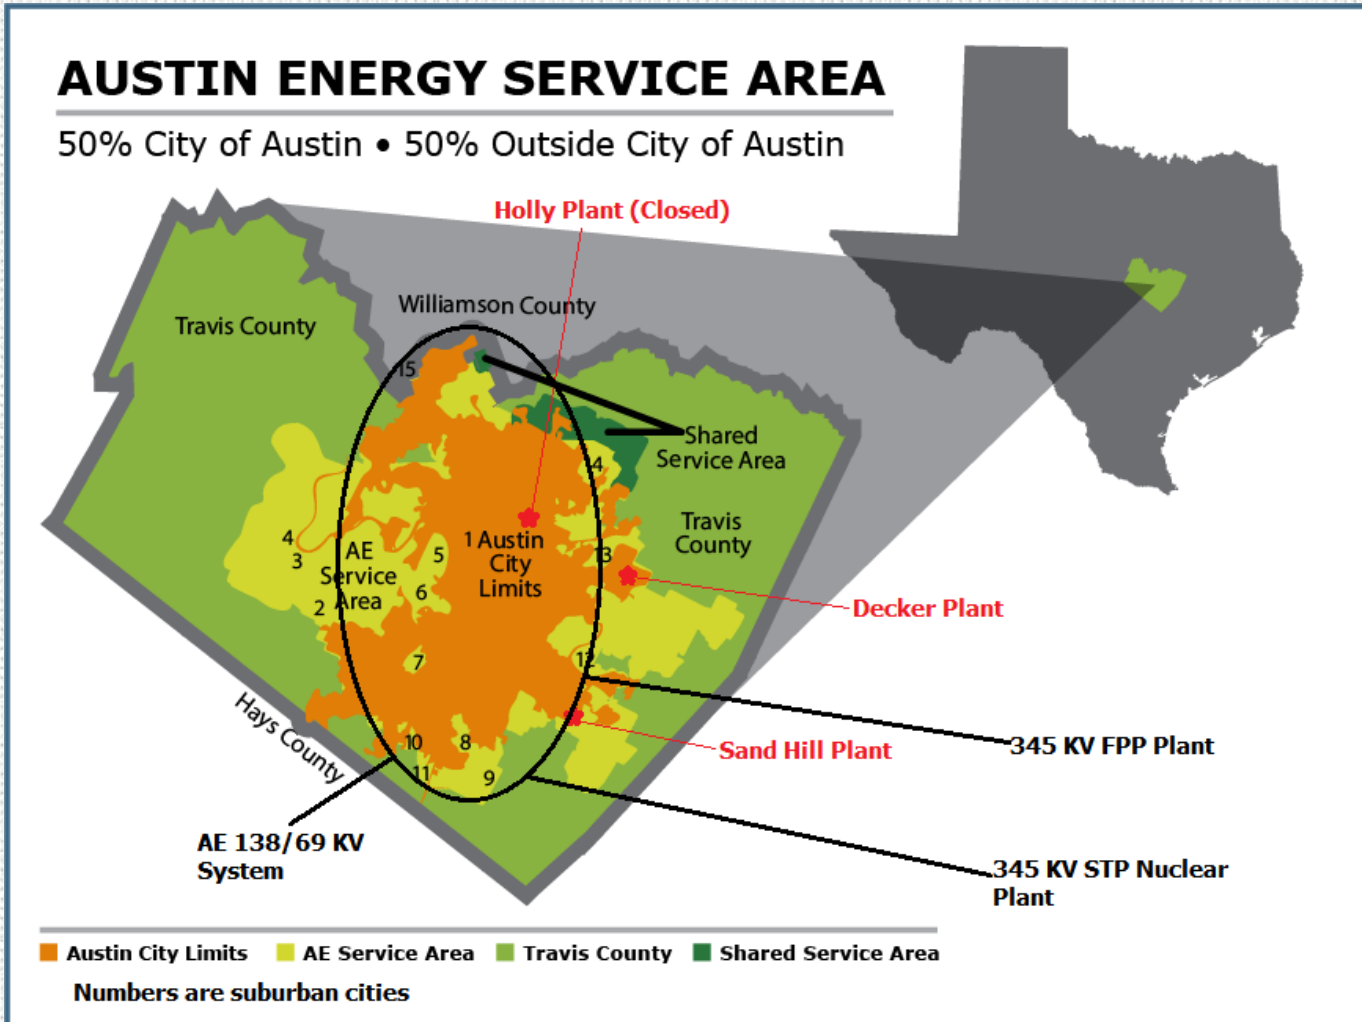 AUSTIN ENERGY SERVICE AREA
50% City of Austin • 50% Outside City of Austin
Holly Plant (Closed)
Williamson County
Travis County
15
Shared
Service Area
4
Travis
County
4
3
2
AE
Service
Area
5
6
1 Austin
City
Limits
13
Decker Plant
7
12
Hays County
10
8
11
9
345 KV FPP Plant
Sand Hill Plant
AE 138/69 KV
System
345 KV STP Nuclear
Plant
Austin City Limits
AE Service Area
Travis County
Shared Service Area
Numbers are suburban cities